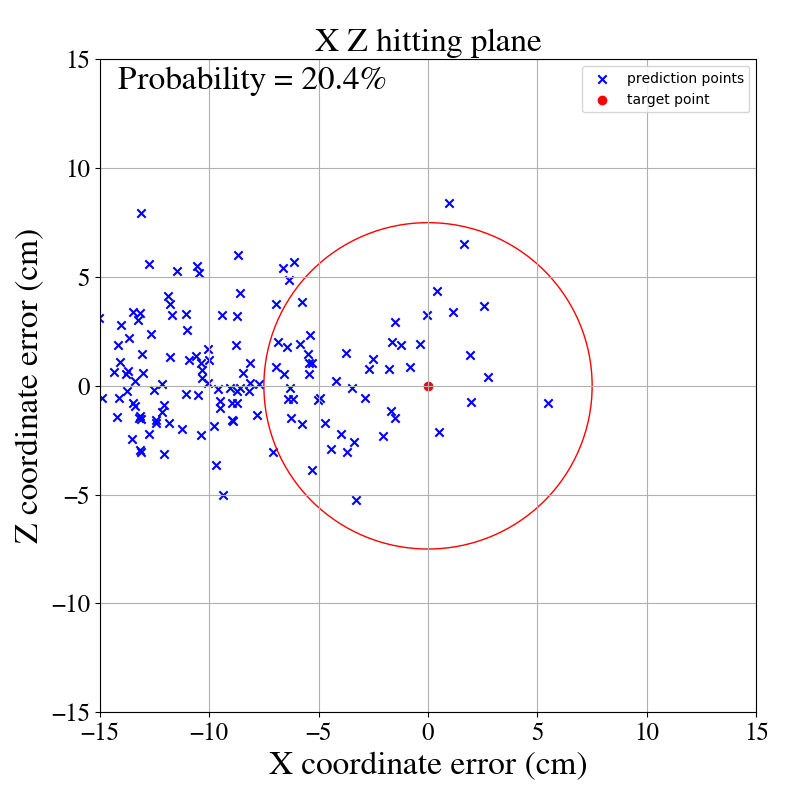 X Z hitting plane
Probability = 20.4%
prediction points
target point
Z coordinate error (cm)
15
10
5
0
−5
−10
−15
−15
−10
−5
0
5
10
15
X coordinate error (cm)